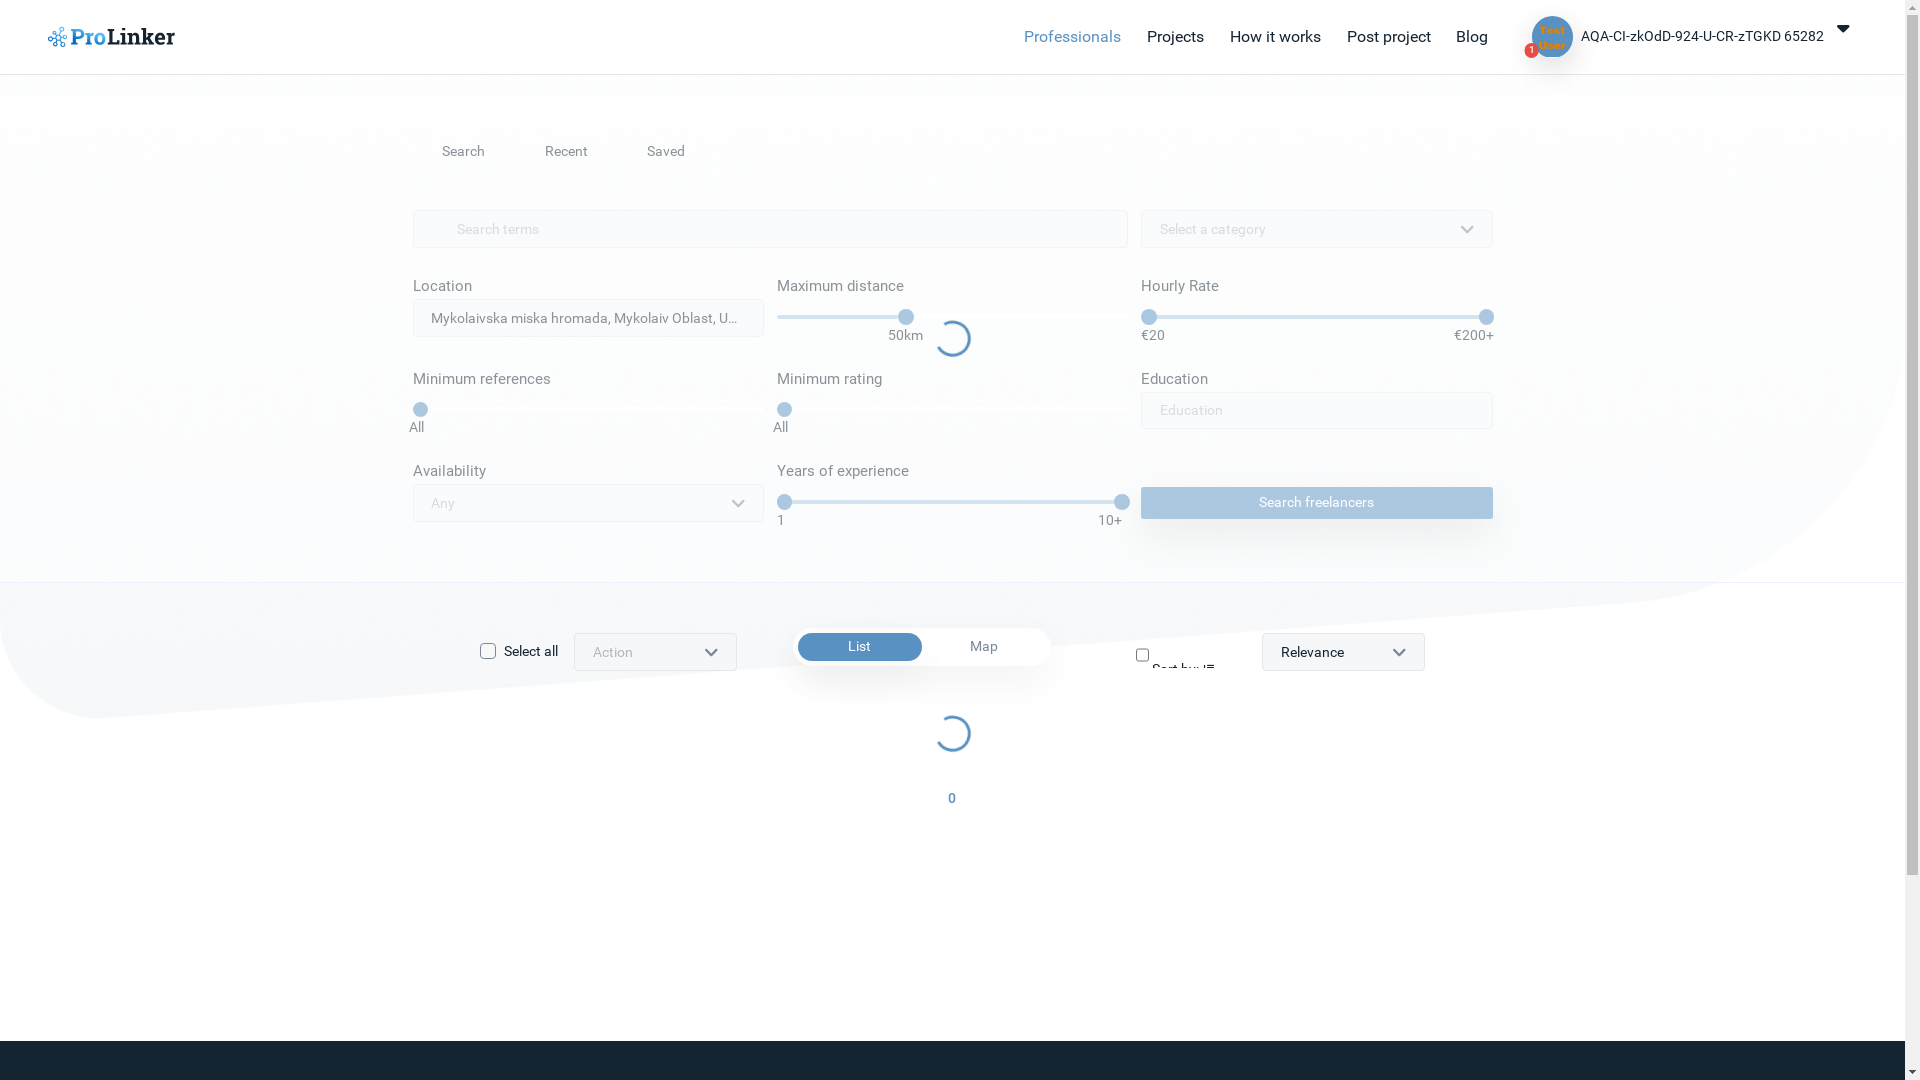 ProLinker
Professionals
Projects
How it works
Post project
Blog
Test
User
1
AQA-CI-zkOdD-924-U-CR-zTGKD 65282
Search
Recent
Saved
Search terms
Select a category
Location
Maximum distance
Hourly Rate
Mykolaivska miska hromada, Mykolaiv Oblast, U...
50km
€20
€200+
Minimum references
Minimum rating
Education
All
All
Education
Availability
Years of experience
Any
1
10+
Search freelancers
Select all
Action
List
Map
Sort by:
Relevance
0